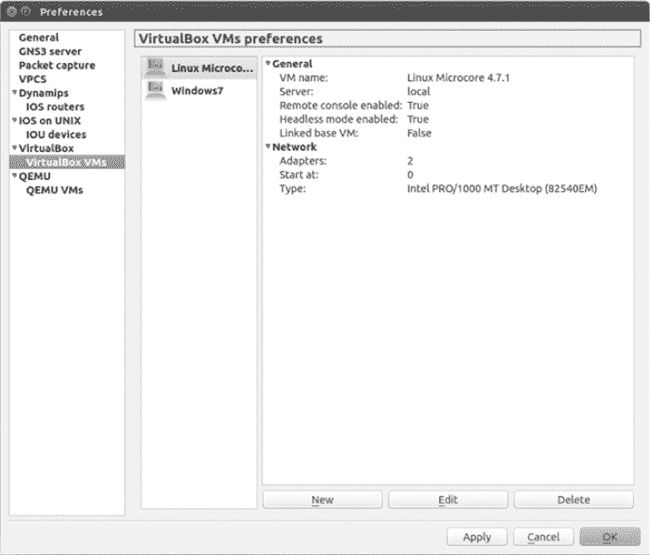 Preferences
General
GNS3 server
Packet capture
VPCS
Dynamips
IOS routers
IOS on UNIX
IOU devices
VirtualBox
VirtualBox VMs
QEMU
QEMU VMs
VirtualBox VMs preferences
Linux Microco...
Windows7
General
VM name: Linux Microcore 4.7.1
Server: local
Remote console enabled: True
Headless mode enabled: True
Linked base VM: False
Network
Adapters: 2
Start at: 0
Type: Intel PRO/1000 MT Desktop (82540EM)
New Edit Delete
Apply Cancel OK